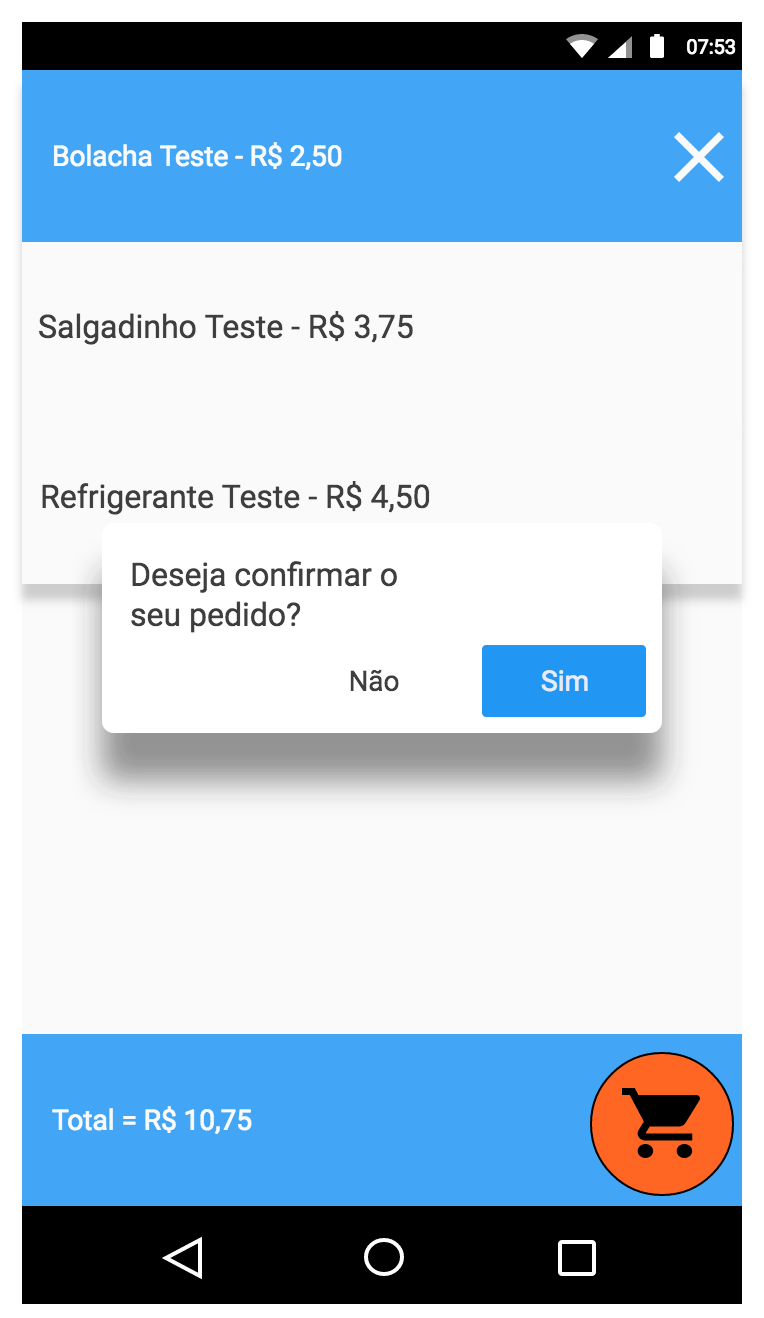 07:53
Bolacha Teste - R$ 2,50
Salgadinho Teste - R$ 3,75
Refrigerante Teste - R$ 4,50
Deseja confirmar o
seu pedido?
Não
Sim
Total = R$ 10,75